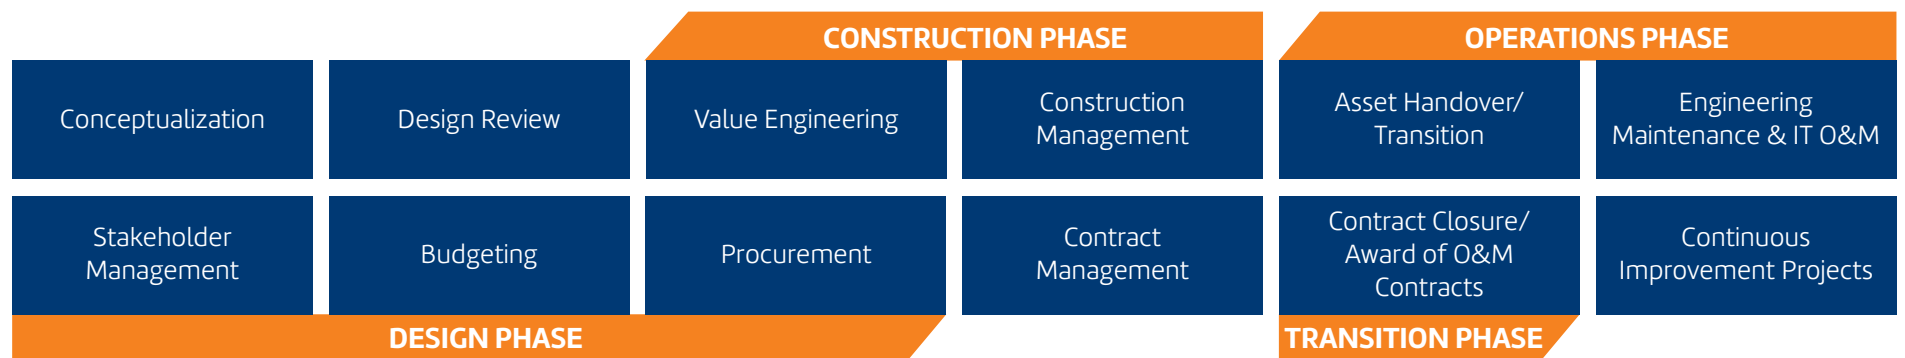 CONSTRUCTION PHASE
OPERATIONS PHASE
Conceptualization
Design Review
Value Engineering
Construction
Management
Asset Handover/
Transition
Engineering
Maintenance & IT O&M
Stakeholder
Management
Budgeting
Procurement
Contract
Management
Contract Closure/
Award of O&M
Contracts
Continuous
Improvement Projects
DESIGN PHASE
TRANSITION PHASE